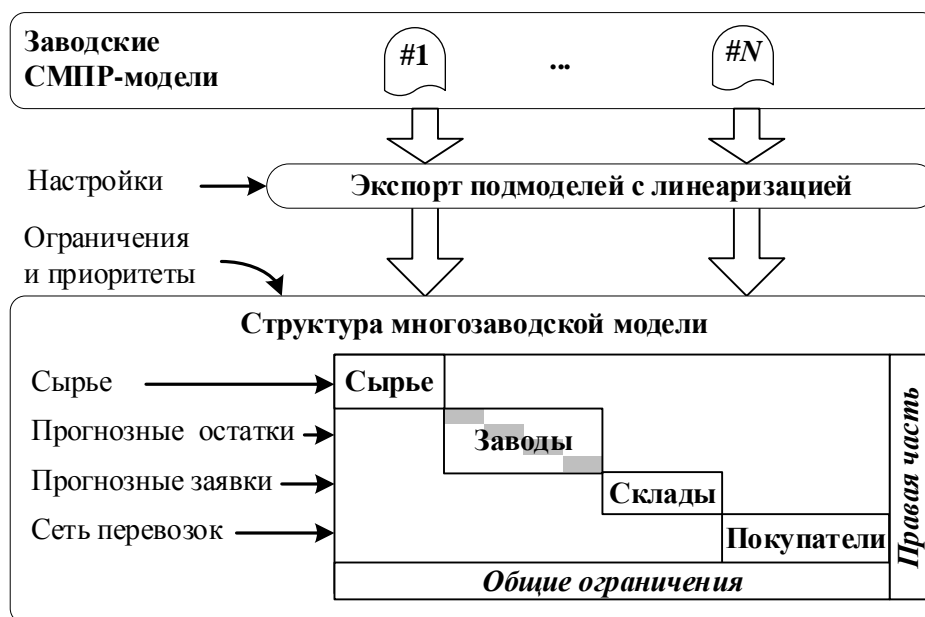 Заводские
СМПР-модели
#1
...
#N
Настройки
Экспорт подмоделей с линеаризацией
Ограничения
и приоритеты
Структура многозаводской модели
Сырье
Сырье
Прогнозные остатки
Заводы
Прогнозные заявки
Склады
Сеть перевозок
Покупатели
Правая часть
Общие ограничения